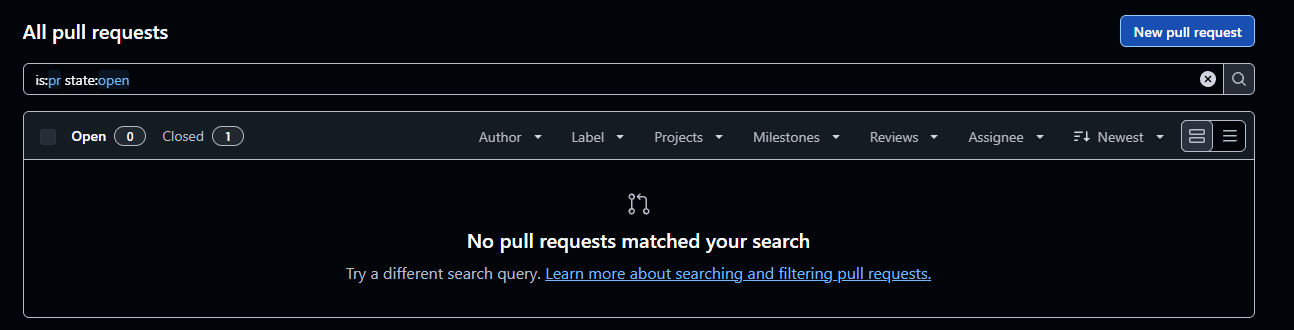 All pull requests
New pull request
is:pr state:open
Open 0 Closed 1 Author Label Projects Milestones Reviews Assignee Newest
No pull requests matched your search
Try a different search query. Learn more about searching and filtering pull requests.